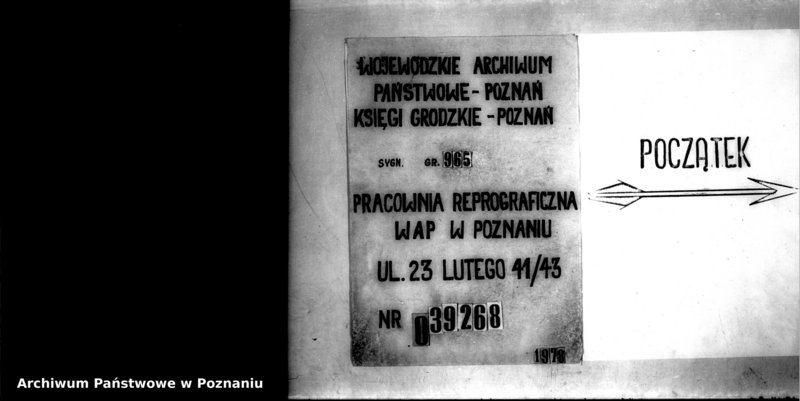 WOJEWÓDZKIE ARCHIWUM
PAŃSTWOWE - POZNAŃ
KSIĘGI GRODZKIE - POZNAŃ
SYGN. GR. 965
PRACOWNIA REPROGRAFICZNA
WAP W POZNANIU
UL. 23 LUTEGO 41/43
NR 039268
1978
POCZĄTEK
Archiwum Państwowe w Poznaniu